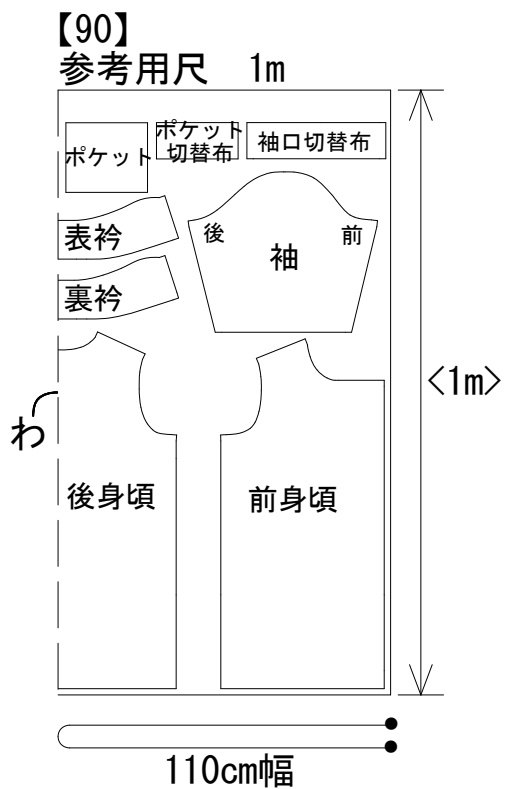 【90】
参考用尺 1m
ポケット
ポケット
切替布
袖口切替布
表衿
後
前
袖
裏衿
<1m>
わ
後身頃
前身頃
110cm幅